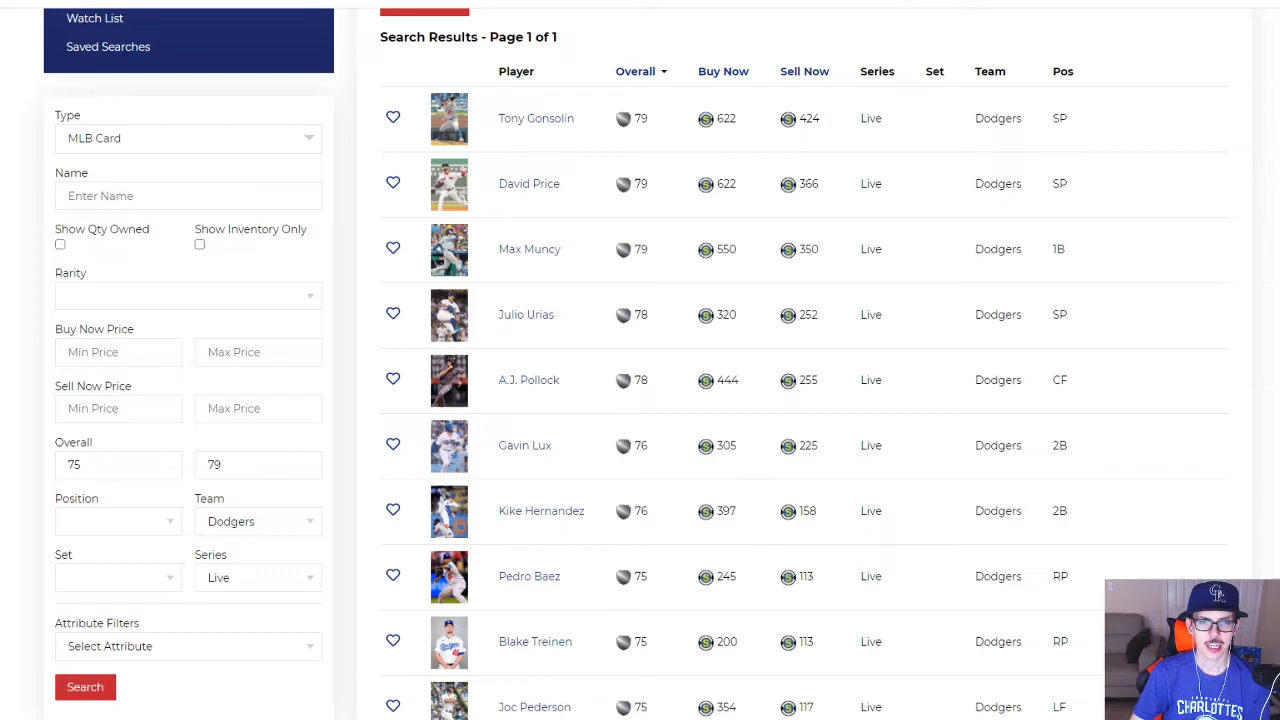 Watch List
Saved Searches
Type
MLB Card
Name
Enter Name
Show Qty Owned
Show Inventory Only
Rarity
Buy Now Price
Min Price
Max Price
Sell Now Price
Min Price
Max Price
Overall
75
79
Position
Team
Dodgers
Set
Series
Live
Attribute Filters
Select Attribute
Search
Search Results - Page 1 of 1
Player Overall Buy Now Sell Now Series Set Team Pos
Tony Gonsolin 79 622 424 Live Dodgers SP
David Price 79 622 366 Live Dodgers SP
Max Muncy 79 550 350 Live Dodgers 1B
Julio Urias 78 320 252 Live Dodgers SP
A.J. Pollock 78 444 255 Live Dodgers CF
Gavin Lux 76 305 225 Live Dodgers 2B
Kike Hernandez 76 397 158 Live Dodgers 2B
Pedro Baez 75 245 113 Live Dodgers RP
Blake Treinen 75 200 113 Live Dodgers RP
Joc Pederson 75 354 117 Live Dodgers LF
CR
CHARLOTTES